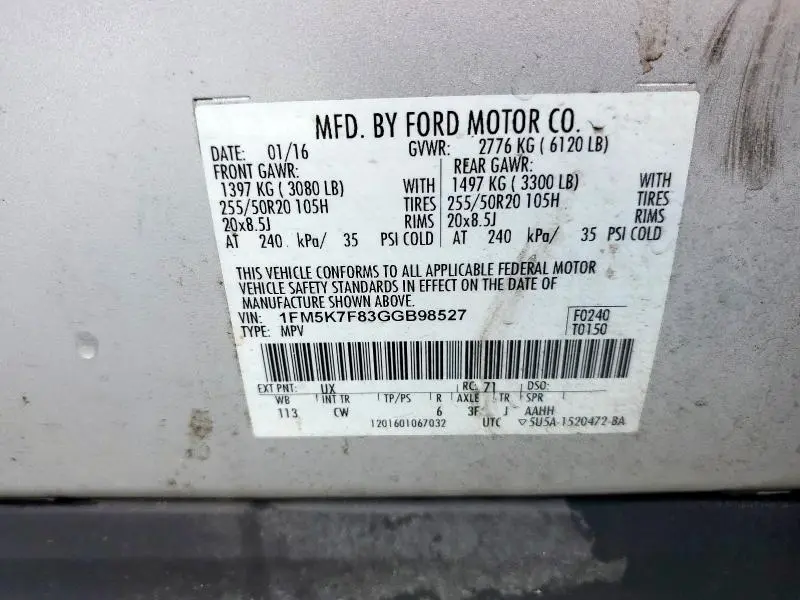 MFD. BY FORD MOTOR CO.
DATE: 01/16 GVWR: 2776 KG ( 6120 LB)
FRONT GAWR: REAR GAWR:
1397 KG ( 3080 LB) WITH 1497 KG ( 3300 LB) WITH
255/50R20 105H TIRES 255/50R20 105H TIRES
20x8.5J RIMS 20x8.5J RIMS
AT 240 kPa/ 35 PSI COLD AT 240 kPa/ 35 PSI COLD
THIS VEHICLE CONFORMS TO ALL APPLICABLE FEDERAL MOTOR
VEHICLE SAFETY STANDARDS IN EFFECT ON THE DATE OF
MANUFACTURE SHOWN ABOVE.
VIN: 1FM5K7F83GGB98527 F0240
TYPE: MPV T0150
EXT PNT: UX RC: 71 DSO:
WB INT TR TP/PS R AXLE TR SPR
113 CW 6 3F J AAHH
1201601067032 UTC ▽5U5A-1520472-BA